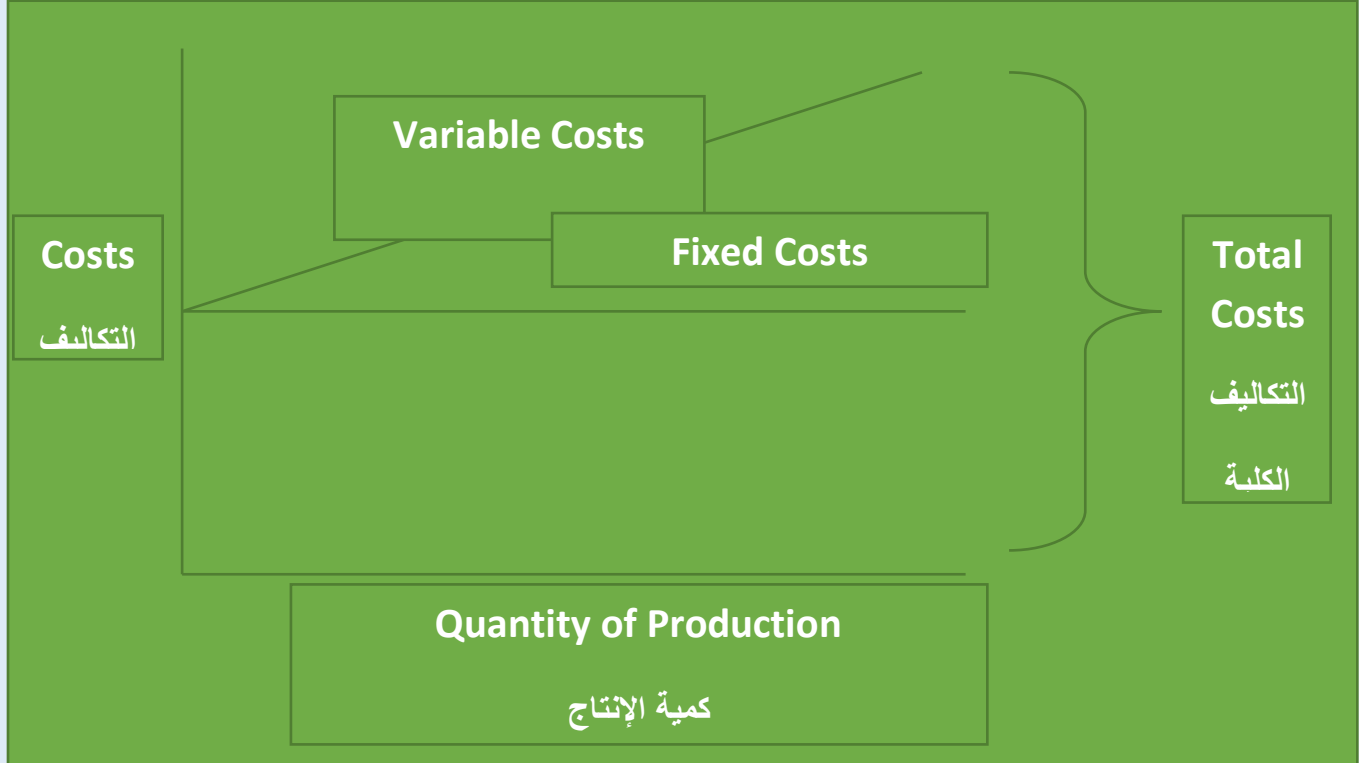 Variable Costs
Fixed Costs
Costs
التكاليف
Total
Costs
التكاليف
الكلية
Quantity of Production
كمية الإنتاج